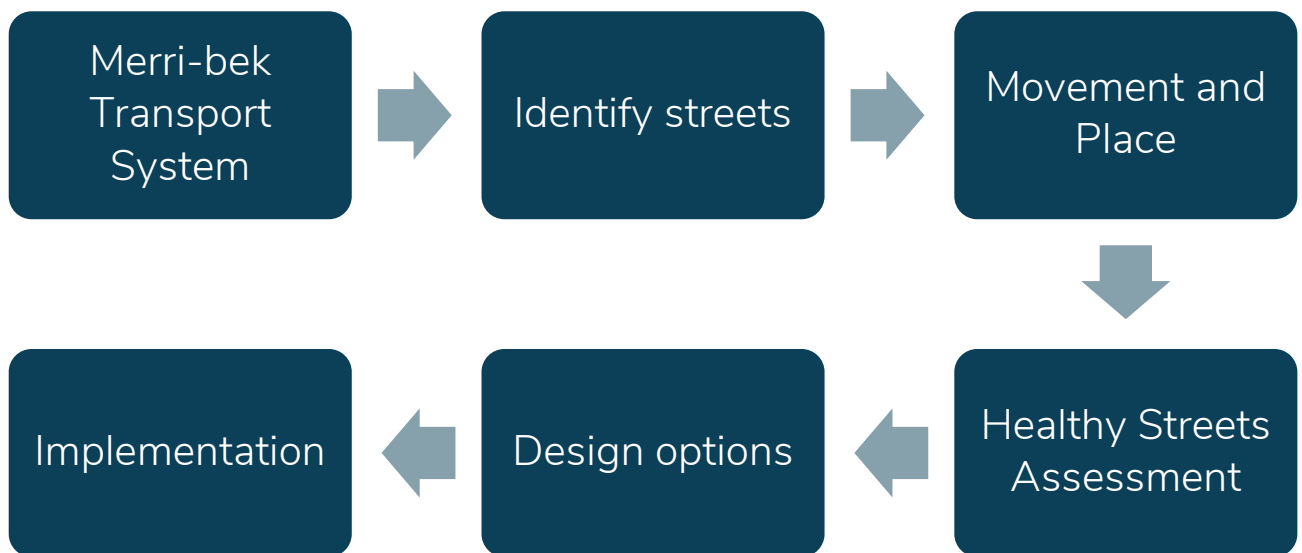 Merri-bek
Transport
System
Identify streets
Movement and
Place
Healthy Streets
Assessment
Design options
Implementation